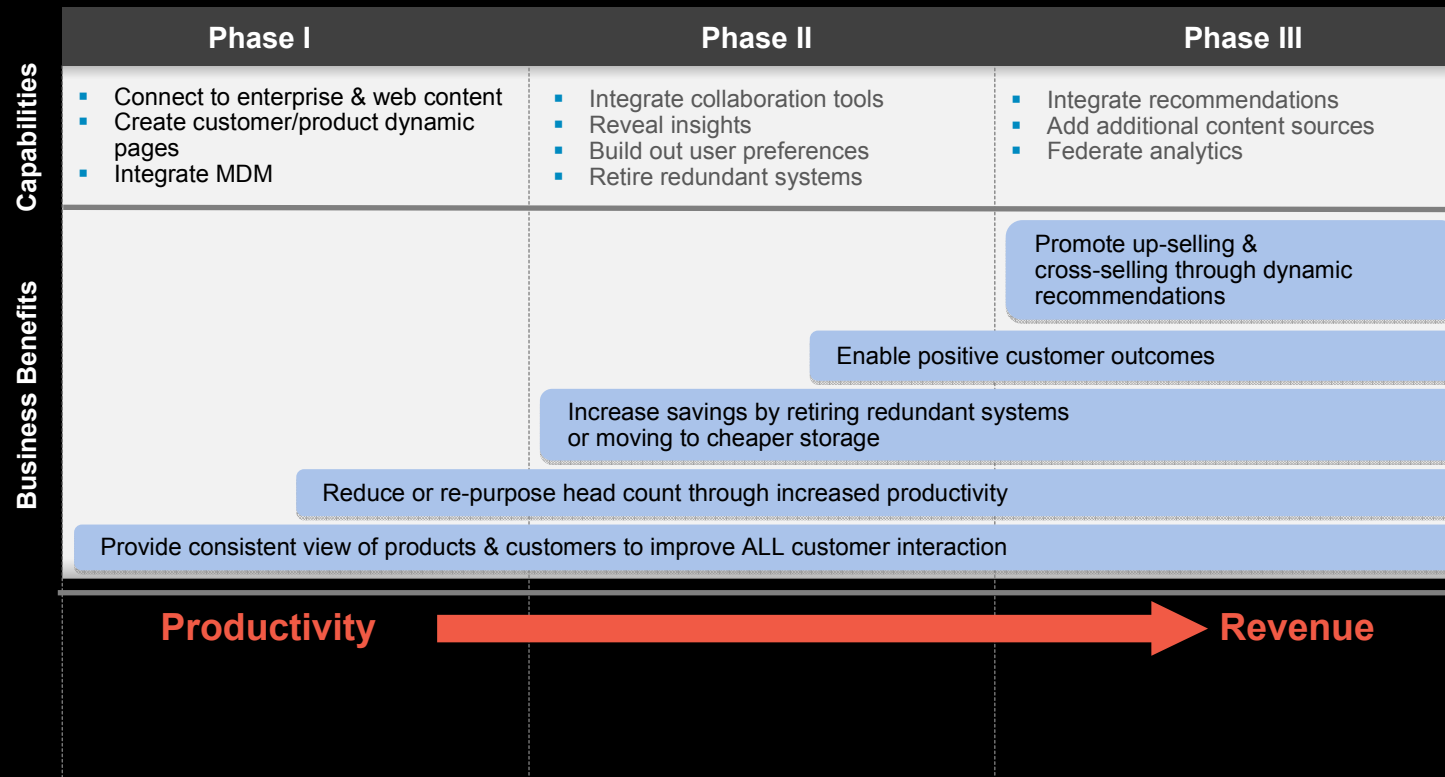 Phase I
Phase II
Phase III
Capabilities
Connect to enterprise & web content
Create customer/product dynamic
pages
Integrate MDM
Integrate collaboration tools
Reveal insights
Build out user preferences
Retire redundant systems
Integrate recommendations
Add additional content sources
Federate analytics
Business Benefits
Promote up-selling &
cross-selling through dynamic
recommendations
Enable positive customer outcomes
Increase savings by retiring redundant systems
or moving to cheaper storage
Reduce or re-purpose head count through increased productivity
Provide consistent view of products & customers to improve ALL customer interaction
Productivity
Revenue